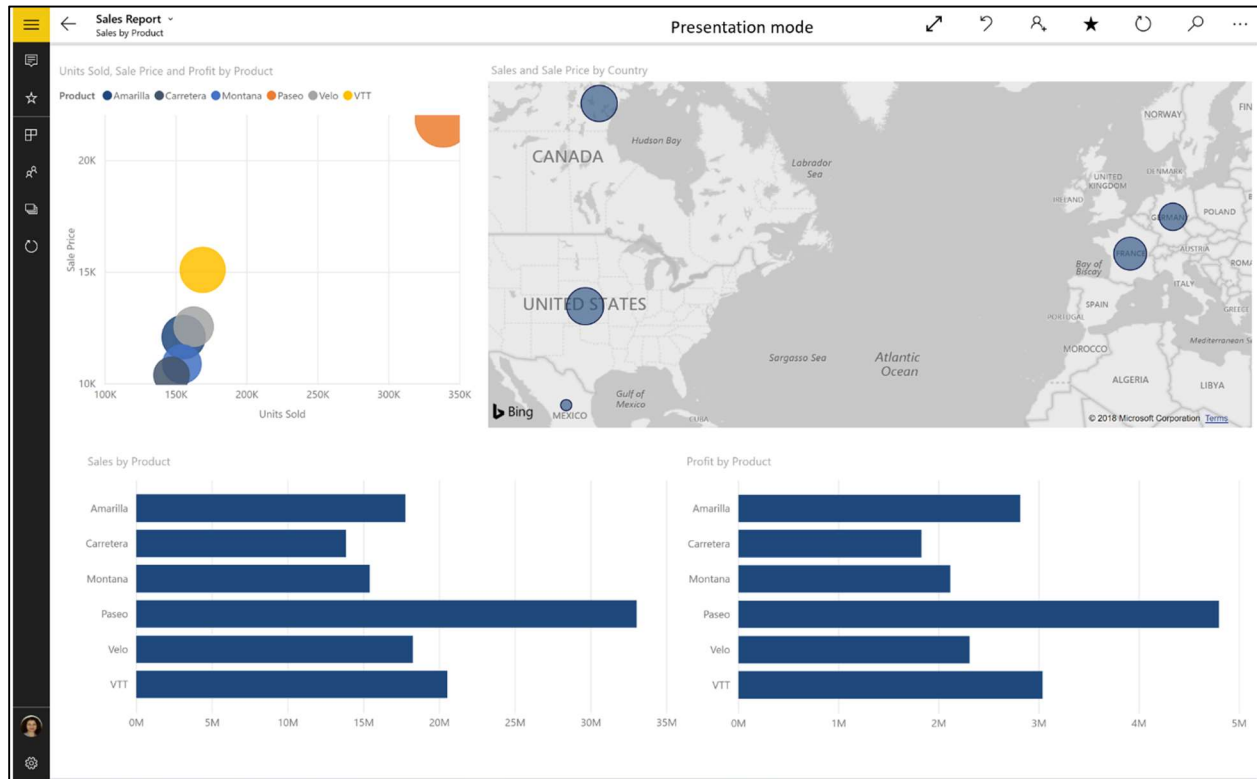 Sales Report
Sales by Product
Presentation mode
Units Sold, Sale Price and Profit by Product
Product Amarilla Carretera Montana Paseo Velo VTT
20K
15K
10K
Sale Price
100K 150K 200K 250K 300K 350K
Units Sold
Sales and Sale Price by Country
NORWAY
FIN
Hudson Bay
CANADA
Labrador
Sea
UNITED
KINGDOM
DENMARK
IRELAND
POLAND
GERMANY
FRANCE
AUSTRIA
ROMA
Bay of
Biscay
ITALY
UNITED STATES
SPAIN
PORTUGAL
GREECE
Mediterranean Se
MOROCCO
Sargasso Sea
Atlantic
Ocean
ALGERIA
LIBYA
Gulf of
Mexico
Bing
MEXICO
CUBA
© 2018 Microsoft Corporation Terms
Sales by Product
Amarilla
Carretera
Montana
Paseo
Velo
VTT
0M 5M 10M 15M 20M 25M 30M 35M
Profit by Product
Amarilla
Carretera
Montana
Paseo
Velo
VTT
0M 1M 2M 3M 4M 5M